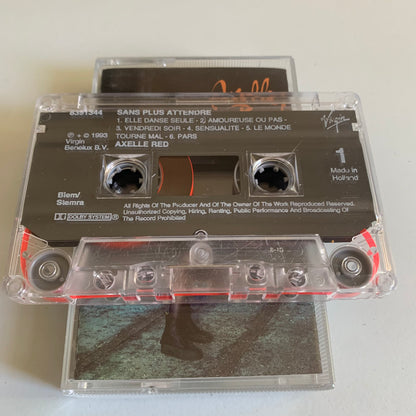 8391344
SANS PLUS ATTENDRE
1. ELLE DANSE SEULE - 2. AMOUREUSE OU PAS -
3. VENDREDI SOIR - 4. SENSUALITE - 5. LE MONDE
TOURNE MAL - 6. PARS
AXELLE RED
℗ + © 1993
Virgin
Benelux B.V.
Virgin
1
Made in
Holland
Biem/
Stemra
DOLBY SYSTEM
All Rights Of The Producer And Of The Owner Of The Work Reproduced Reserved.
Unauthorized Copying, Hiring, Renting, Public Performance And Broadcasting Of
The Record Prohibited